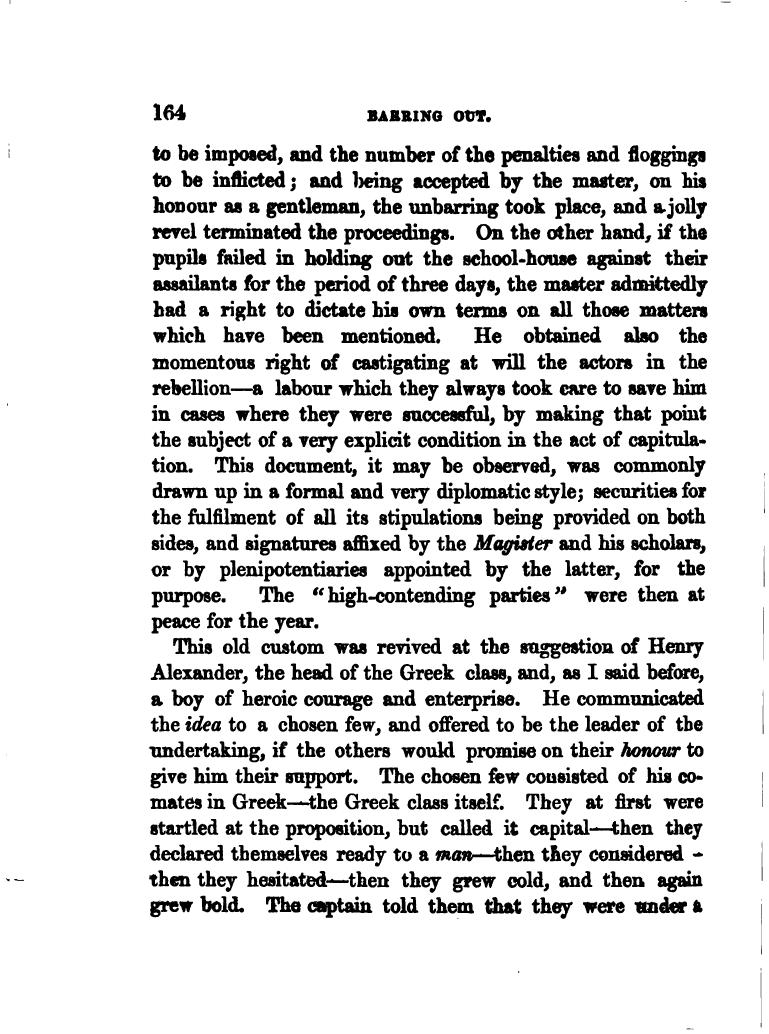 164 BARRING OUT.
to be imposed, and the number of the penalties and floggings
to be inflicted; and being accepted by the master, on his
honour as a gentleman, the unbarring took place, and a jolly
revel terminated the proceedings. On the other hand, if the
pupils failed in holding out the school-house against their
assailants for the period of three days, the master admittedly
had a right to dictate his own terms on all those matters
which have been mentioned. He obtained also the
momentous right of castigating at will the actors in the
rebellion—a labour which they always took care to save him
in cases where they were successful, by making that point
the subject of a very explicit condition in the act of capitula-
tion. This document, it may be observed, was commonly
drawn up in a formal and very diplomatic style; securities for
the fulfilment of all its stipulations being provided on both
sides, and signatures affixed by the Magister and his scholars,
or by plenipotentiaries appointed by the latter, for the
purpose. The “high-contending parties” were then at
peace for the year.
This old custom was revived at the suggestion of Henry
Alexander, the head of the Greek class, and, as I said before,
a boy of heroic courage and enterprise. He communicated
the idea to a chosen few, and offered to be the leader of the
undertaking, if the others would promise on their honour to
give him their support. The chosen few consisted of his co-
mates in Greek—the Greek class itself. They at first were
startled at the proposition, but called it capital—then they
declared themselves ready to a man—then they considered -
then they hesitated—then they grew cold, and then again
grew bold. The captain told them that they were under a